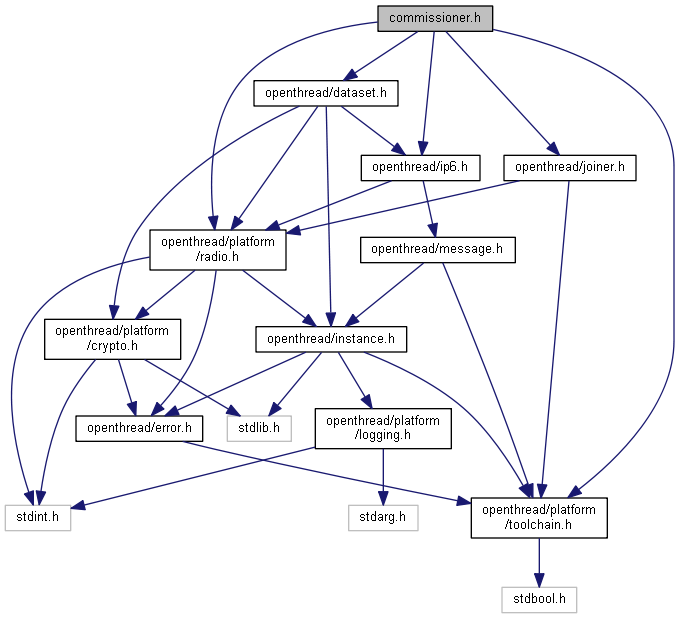 commissioner.h
openthread/dataset.h
openthread/ip6.h
openthread/joiner.h
openthread/platform
/radio.h
openthread/message.h
openthread/platform
/crypto.h
openthread/instance.h
openthread/error.h
stdlib.h
openthread/platform
/logging.h
stdint.h
stdarg.h
openthread/platform
/toolchain.h
stdbool.h